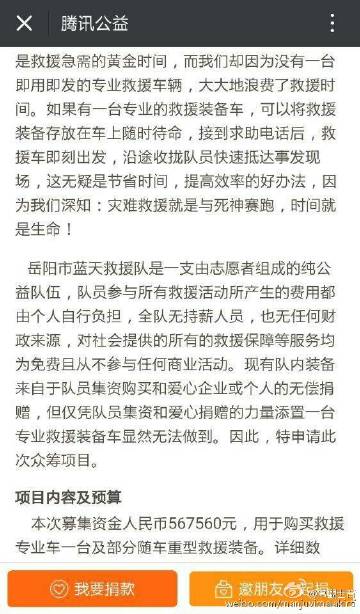 腾讯公益
是救援急需的黄金时间，而我们却因为没有一台
即用即发的专业救援车辆，大大地浪费了救援时
间。如果有一台专业的救援装备车，可以将救援
装备存放在车上随时待命，接到求助电话后，救
援车即刻出发，沿途收拢队员快速抵达事发现
场，这无疑是节省时间，提高效率的好办法，因
为我们深知：灾难救援就是与死神赛跑，时间就
是生命！
岳阳市蓝天救援队是一支由志愿者组成的纯公
益队伍，队员参与所有救援活动所产生的费用都
由个人自行负担，全队无持薪人员，也无任何财
政来源，对社会提供的所有的救援保障等服务均
为免费且从不参与任何商业活动。现有队内装备
来自于队员集资购买和爱心企业或个人的无偿捐
赠，但仅凭队员集资和爱心捐赠的力量添置一台
专业救援装备车显然无法做到。因此，特申请此
次众筹项目。
项目内容及预算
本次募集资金人民币567560元，用于购买救援
专业车一台及部分随车重型救援装备。详细数
我要捐款
邀朋友一起捐